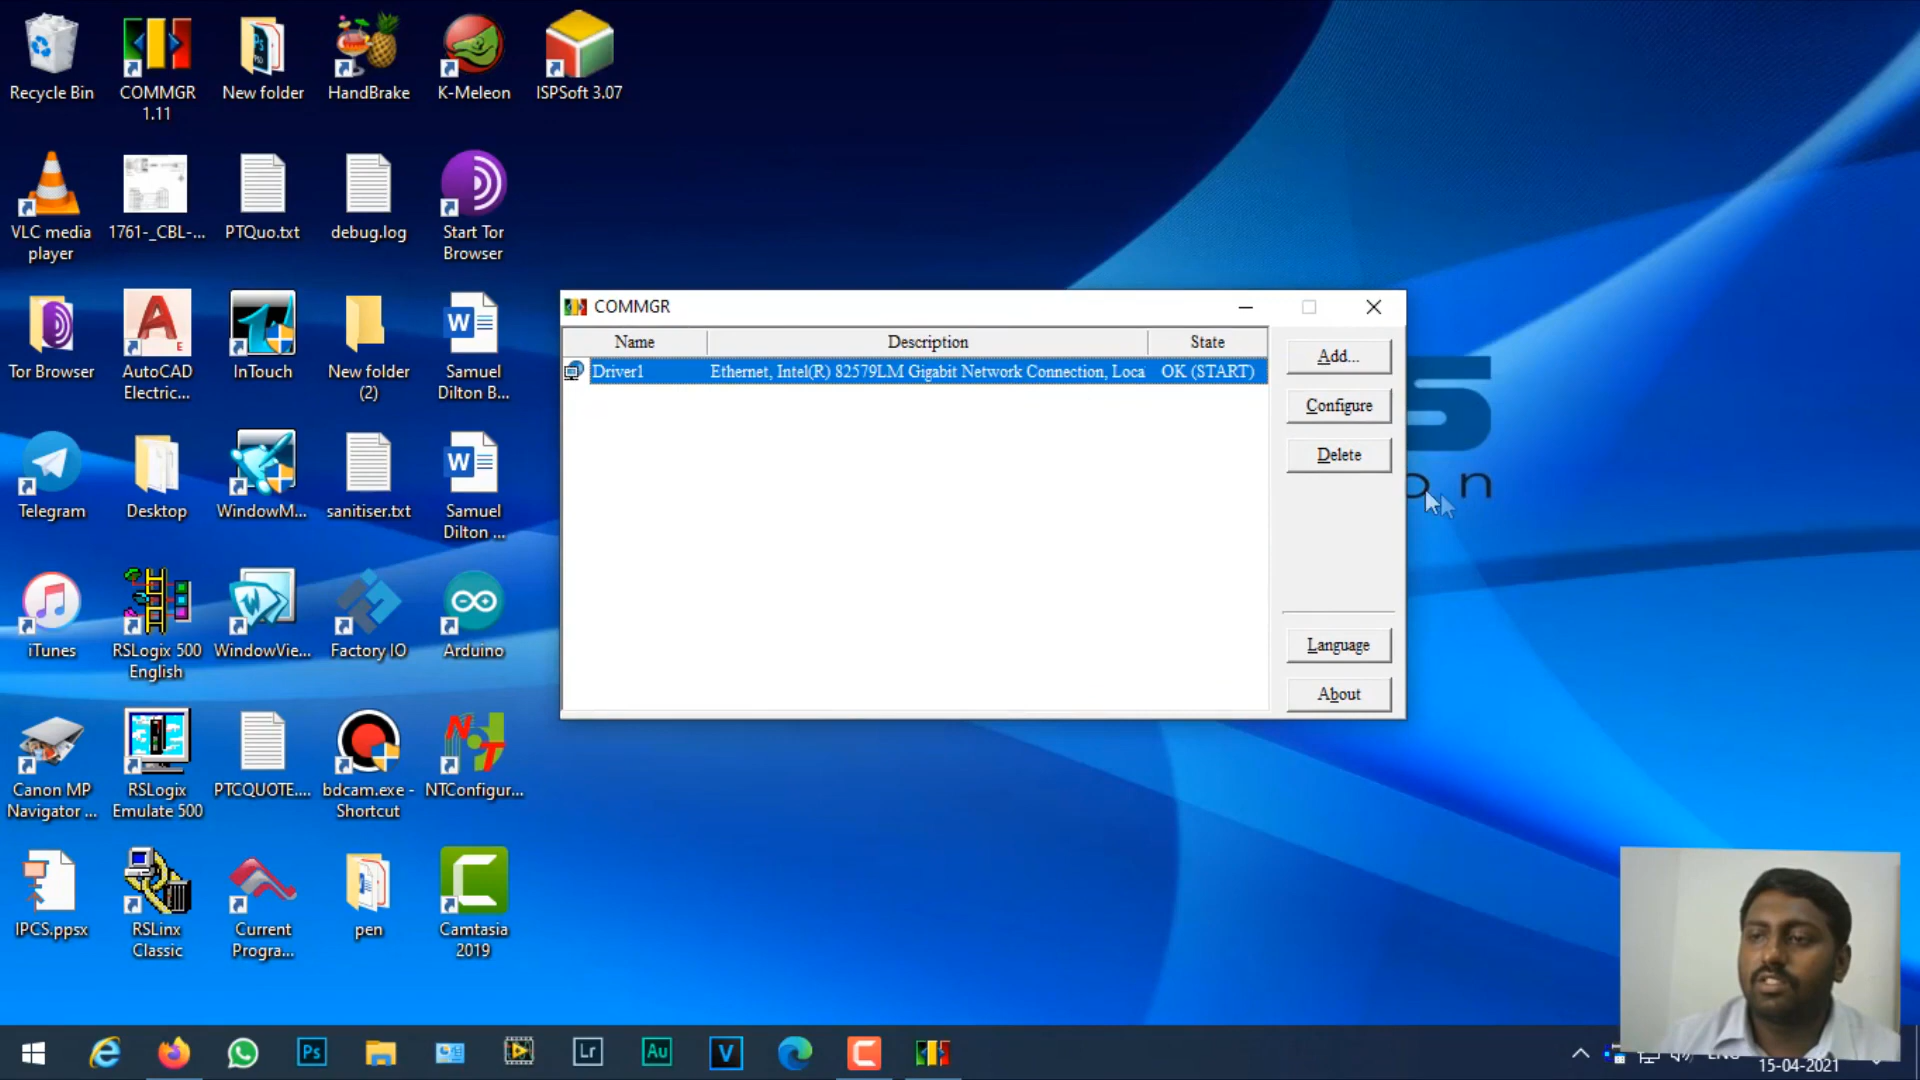 Recycle Bin
COMMGR
1.11
New folder
HandBrake
K-Meleon
ISPSoft 3.07
VLC media
player
1761-_CBL-...
PTQuo.txt
debug.log
Start Tor
Browser
Tor Browser
AutoCAD
Electric...
InTouch
New folder
(2)
Samuel
Dilton B...
Telegram
Desktop
WindowM...
sanitiser.txt
Samuel
Dilton ...
iTunes
RSLogix 500
English
WindowVie...
Factory IO
Arduino
Canon MP
Navigator ...
RSLogix
Emulate 500
PTCQUOTE....
bdcam.exe -
Shortcut
NTConfigur...
IPCS.ppsx
RSLinx
Classic
Current
Progra...
pen
Camtasia
2019
COMMGR
Name Description State
Driver1 Ethernet, Intel(R) 82579LM Gigabit Network Connection, Loca OK (START)
Add...
Configure
Delete
Language
About
S
on
Ps
Lr
Au
V
15-04-2021